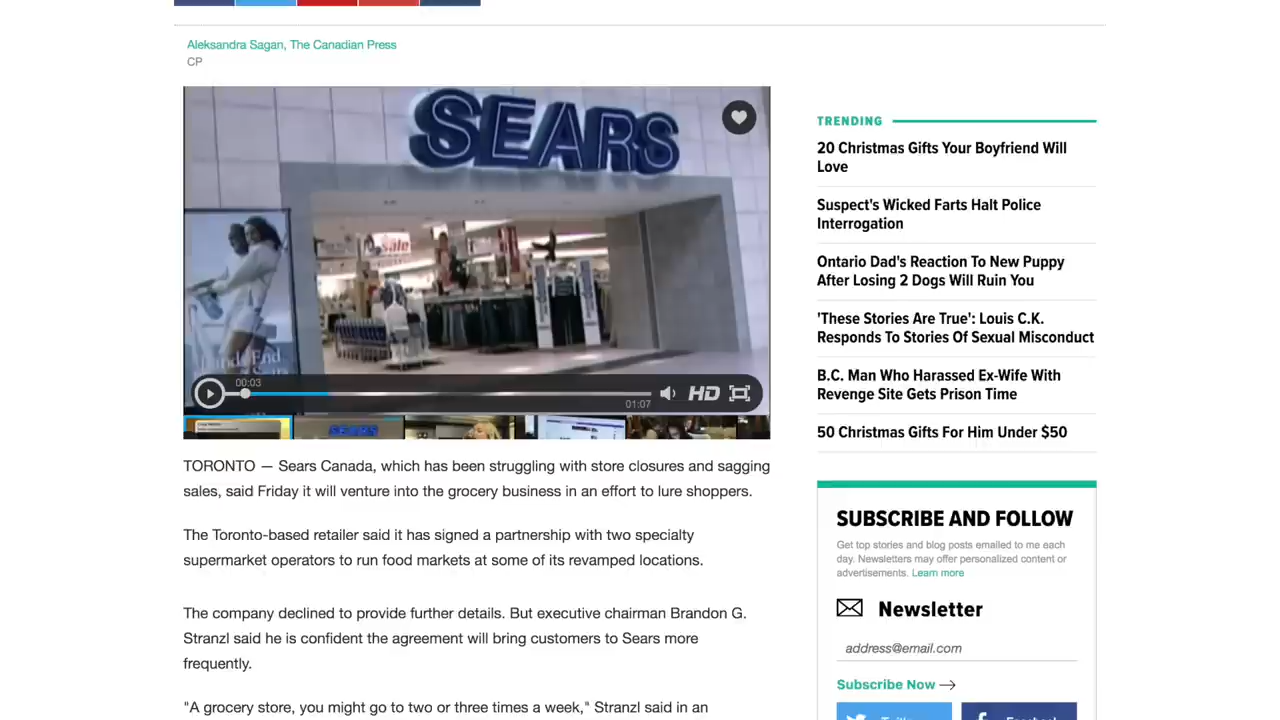 Aleksandra Sagan, The Canadian Press
CP
SEARS
sale
00:03
01:07
HD
SEARS
TORONTO — Sears Canada, which has been struggling with store closures and sagging
sales, said Friday it will venture into the grocery business in an effort to lure shoppers.
The Toronto-based retailer said it has signed a partnership with two specialty
supermarket operators to run food markets at some of its revamped locations.
The company declined to provide further details. But executive chairman Brandon G.
Stranzl said he is confident the agreement will bring customers to Sears more
frequently.
"A grocery store, you might go to two or three times a week," Stranzl said in an
TRENDING
20 Christmas Gifts Your Boyfriend Will
Love
Suspect's Wicked Farts Halt Police
Interrogation
Ontario Dad's Reaction To New Puppy
After Losing 2 Dogs Will Ruin You
'These Stories Are True': Louis C.K.
Responds To Stories Of Sexual Misconduct
B.C. Man Who Harassed Ex-Wife With
Revenge Site Gets Prison Time
50 Christmas Gifts For Him Under $50
SUBSCRIBE AND FOLLOW
Get top stories and blog posts emailed to me each
day. Newsletters may offer personalized content or
advertisements. Learn more
Newsletter
address@email.com
Subscribe Now